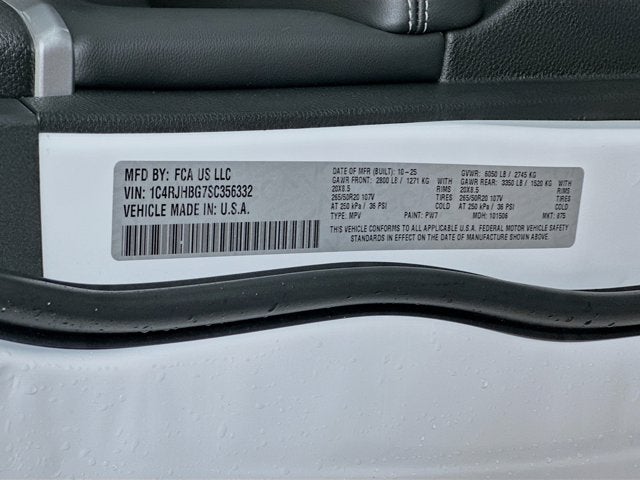 MFD BY: FCA US LLC
VIN: 1C4RJHBG7SC356332
VEHICLE MADE IN: U.S.A.
DATE OF MFR (BUILT): 10-25 GVWR: 6050 LB / 2745 KG
GAWR FRONT: 2800 LB / 1271 KG WITH GAWR REAR: 3350 LB / 1520 KG WITH
20X8.5 RIMS 20X8.5 RIMS
265/50R20 107V TIRES 265/50R20 107V TIRES
AT 250 kPa / 36 PSI COLD AT 250 kPa / 36 PSI COLD
TYPE: MPV PAINT: PW7 MDH: 101506 MKT: 875
THIS VEHICLE CONFORMS TO ALL APPLICABLE U.S.A. FEDERAL MOTOR VEHICLE SAFETY
STANDARDS IN EFFECT ON THE DATE OF MANUFACTURE SHOWN ABOVE.